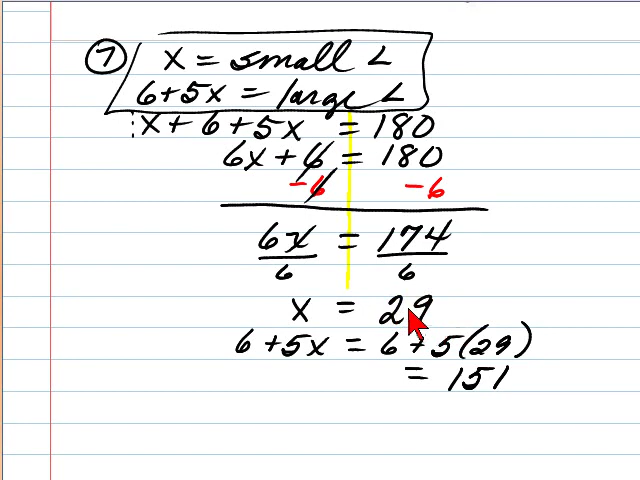 ⑦ x = small ∠
6+5x = large ∠
x + 6 + 5x = 180
6x + 6 = 180
-6 -6
6x = 174
6 6
x = 29
6 + 5x = 6 + 5(29)
= 151